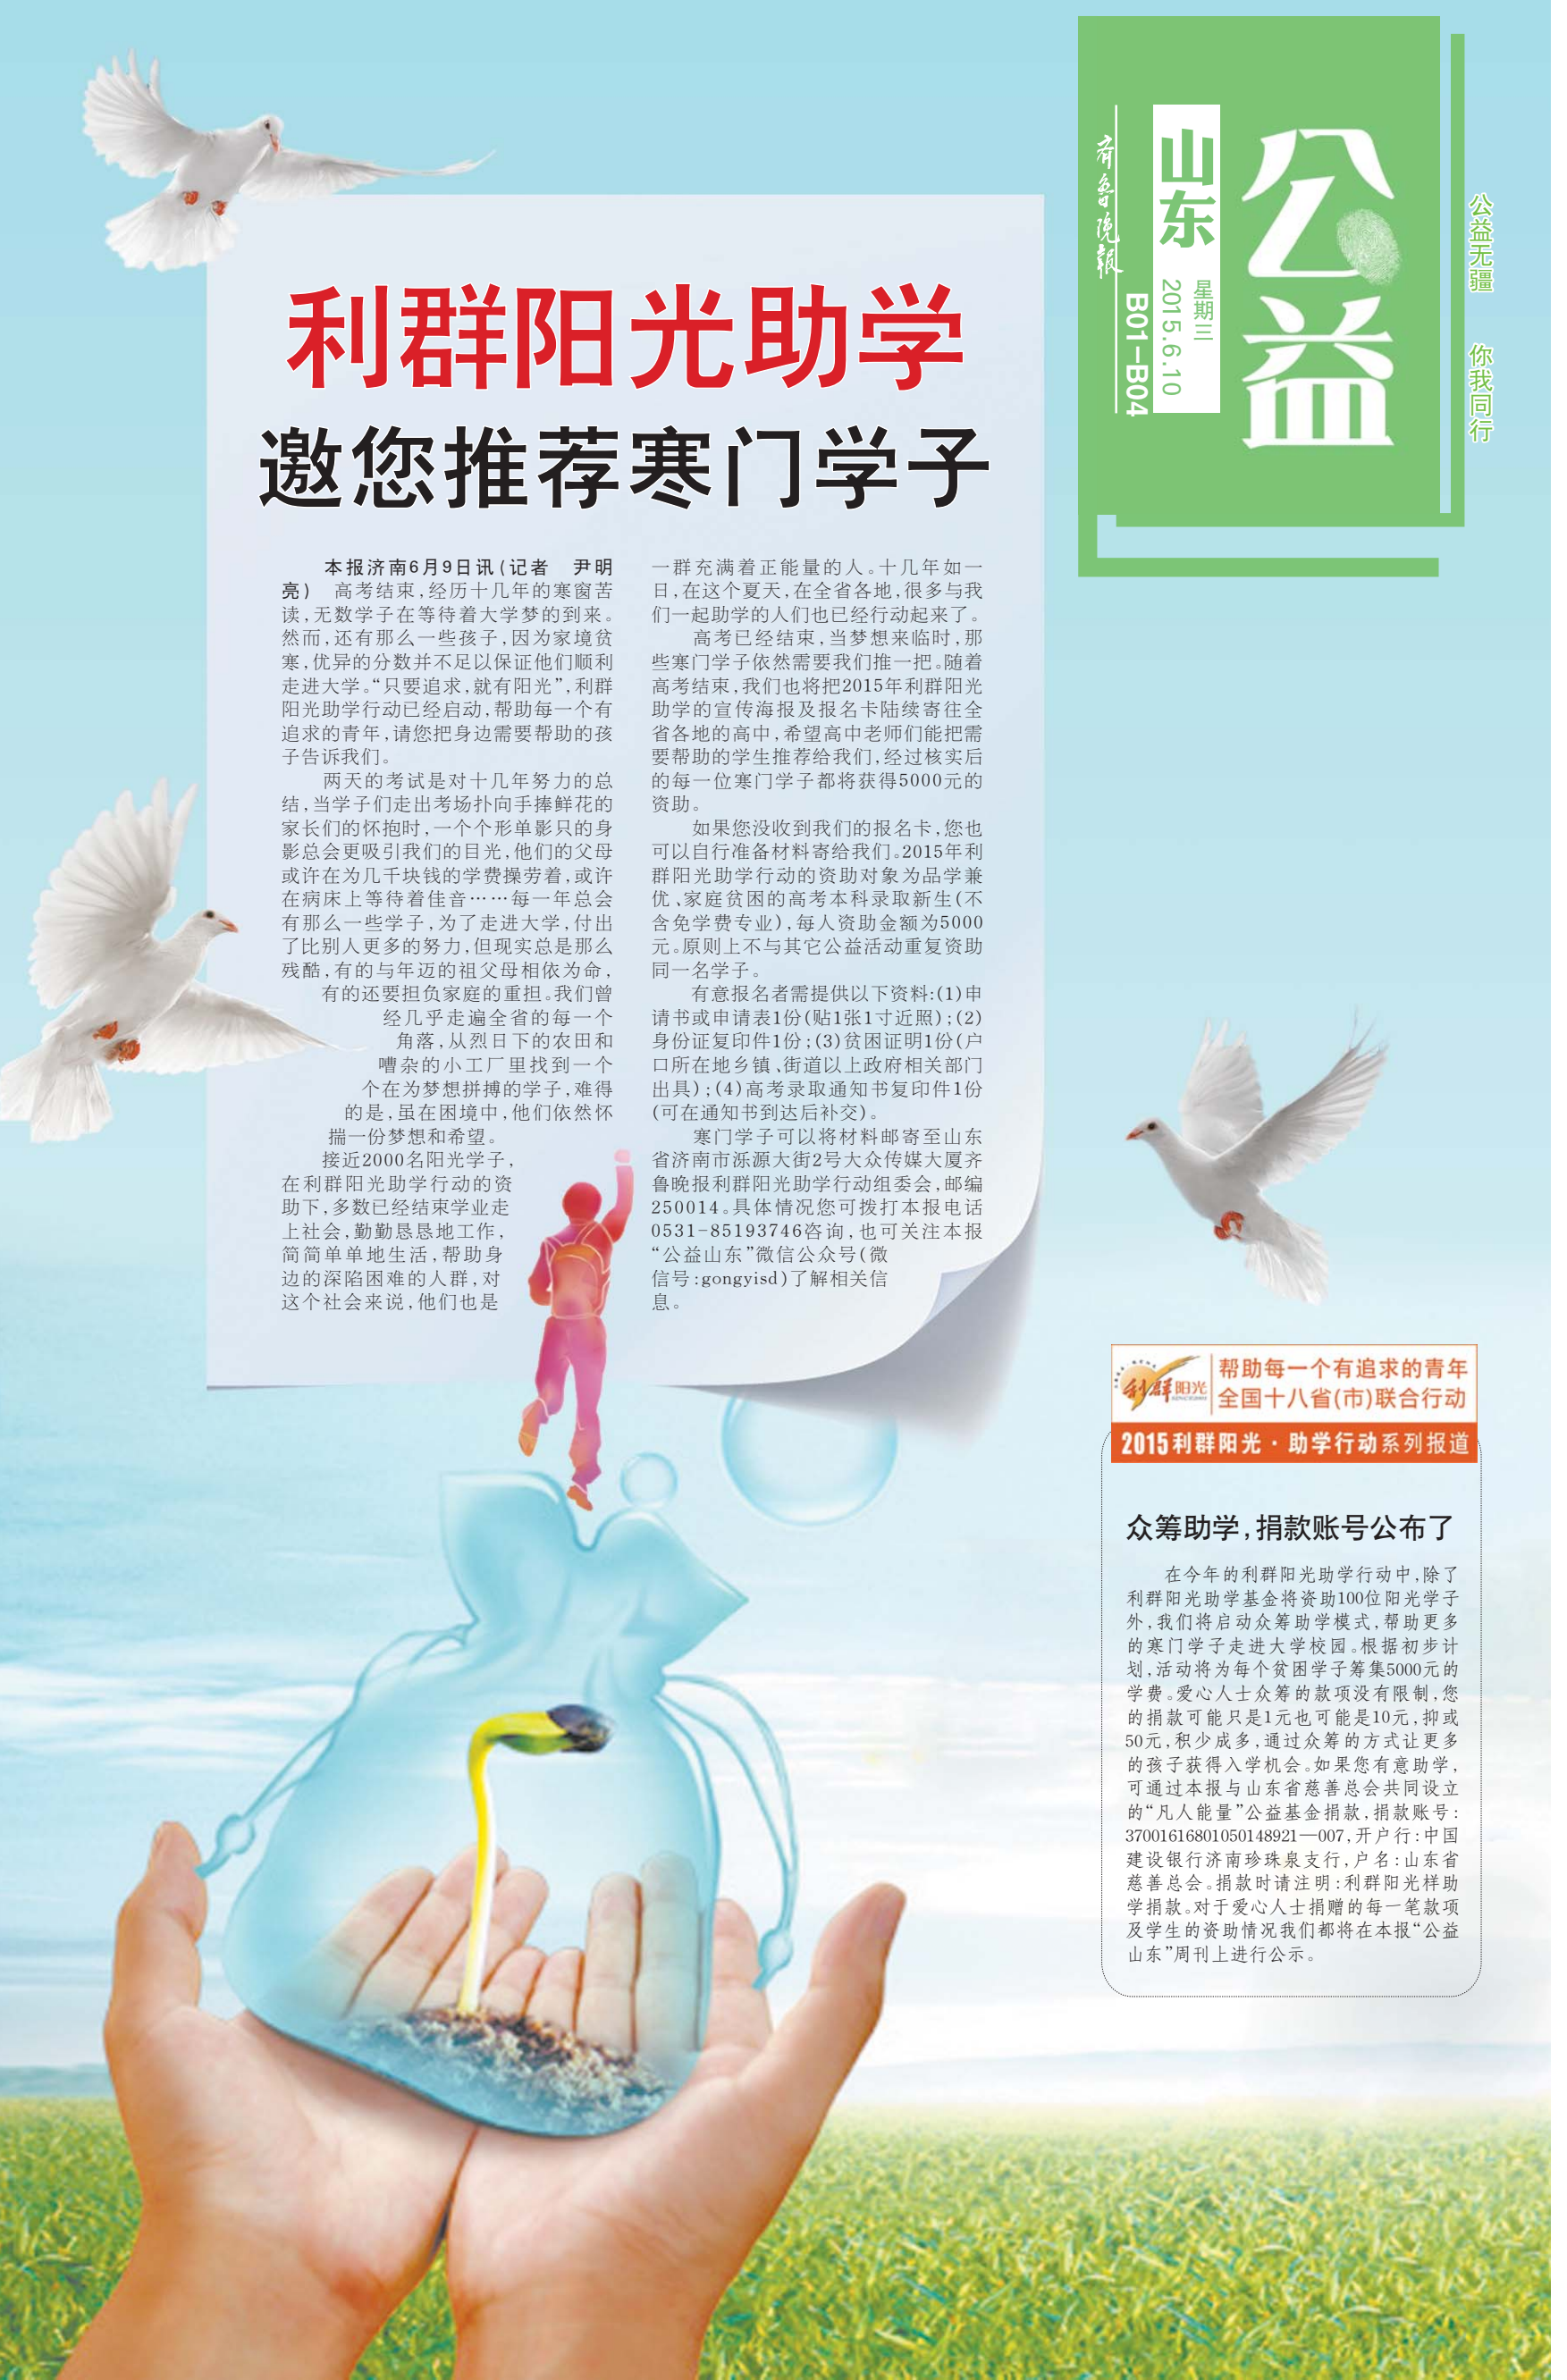 齐鲁晚报
山东
公益
星期三
2015.6.10
B01-B04
公益无疆 你我同行
利群阳光助学
邀您推荐寒门学子
本报济南6月9日讯(记者 尹明
亮) 高考结束,经历十几年的寒窗苦
读,无数学子在等待着大学梦的到来。
然而,还有那么一些孩子,因为家境贫
寒,优异的分数并不足以保证他们顺利
走进大学。“只要追求,就有阳光”,利群
阳光助学行动已经启动,帮助每一个有
追求的青年,请您把身边需要帮助的孩
子告诉我们。
两天的考试是对十几年努力的总
结,当学子们走出考场扑向手捧鲜花的
家长们的怀抱时,一个个形单影只的身
影总会更吸引我们的目光,他们的父母
或许在为几千块钱的学费操劳着,或许
在病床上等待着佳音……每一年总会
有那么一些学子,为了走进大学,付出
了比别人更多的努力,但现实总是那么
残酷,有的与年迈的祖父母相依为命,
有的还要担负家庭的重担。我们曾
经几乎走遍全省的每一个
角落,从烈日下的农田和
嘈杂的小工厂里找到一个
个在为梦想拼搏的学子,难得
的是,虽在困境中,他们依然怀
揣一份梦想和希望。
接近2000名阳光学子,
在利群阳光助学行动的资
助下,多数已经结束学业走
上社会,勤勤恳恳地工作,
简简单单地生活,帮助身
边的深陷困难的人群,对
这个社会来说,他们也是
一群充满着正能量的人。十几年如一
日,在这个夏天,在全省各地,很多与我
们一起助学的人们也已经行动起来了。
高考已经结束,当梦想来临时,那
些寒门学子依然需要我们推一把。随着
高考结束,我们也将把2015年利群阳光
助学的宣传海报及报名卡陆续寄往全
省各地的高中,希望高中老师们能把需
要帮助的学生推荐给我们,经过核实后
的每一位寒门学子都将获得5000元的
资助。
如果您没收到我们的报名卡,您也
可以自行准备材料寄给我们。2015年利
群阳光助学行动的资助对象为品学兼
优、家庭贫困的高考本科录取新生(不
含免学费专业),每人资助金额为5000
元。原则上不与其它公益活动重复资助
同一名学子。
有意报名者需提供以下资料:(1)申
请书或申请表1份(贴1张1寸近照);(2)
身份证复印件1份;(3)贫困证明1份(户
口所在地乡镇、街道以上政府相关部门
出具);(4)高考录取通知书复印件1份
(可在通知书到达后补交)。
寒门学子可以将材料邮寄至山东
省济南市泺源大街2号大众传媒大厦齐
鲁晚报利群阳光助学行动组委会,邮编
250014。具体情况您可拨打本报电话
0531-85193746咨询,也可关注本报
“公益山东”微信公众号(微
信号:gongyisd)了解相关信
息。
利群阳光
帮助每一个有追求的青年
全国十八省(市)联合行动
2015利群阳光·助学行动系列报道
众筹助学,捐款账号公布了
在今年的利群阳光助学行动中,除了
利群阳光助学基金将资助100位阳光学子
外,我们将启动众筹助学模式,帮助更多
的寒门学子走进大学校园。根据初步计
划,活动将为每个贫困学子筹集5000元的
学费。爱心人士众筹的款项没有限制,您
的捐款可能只是1元也可能是10元,抑或
50元,积少成多,通过众筹的方式让更多
的孩子获得入学机会。如果您有意助学,
可通过本报与山东省慈善总会共同设立
的“凡人能量”公益基金捐款,捐款账号:
37001616801050148921—007,开户行:中国
建设银行济南珍珠泉支行,户名:山东省
慈善总会。捐款时请注明:利群阳光样助
学捐款。对于爱心人士捐赠的每一笔款项
及学生的资助情况我们都将在本报“公益
山东”周刊上进行公示。